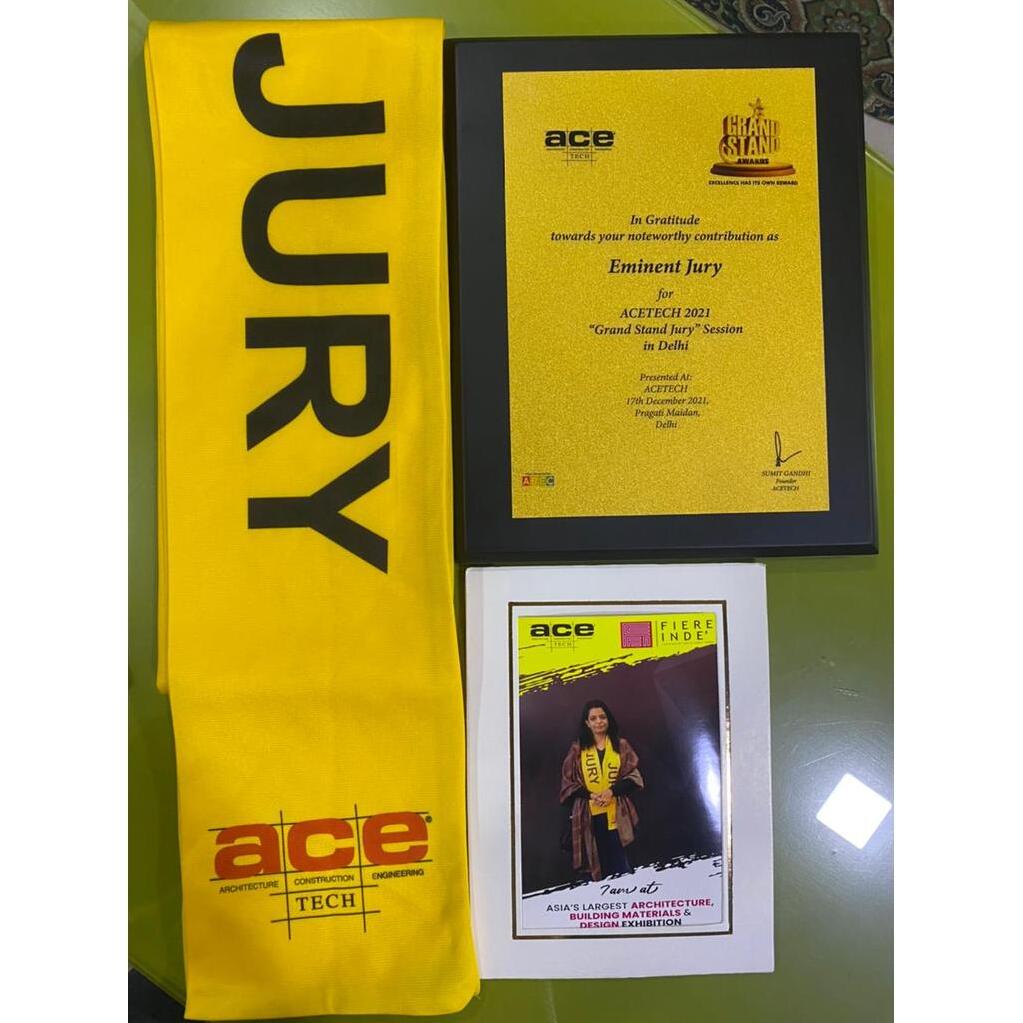 JURY
ace
ARCHITECTURE CONSTRUCTION ENGINEERING
TECH
ace
TECH
GRAND
STAND
AWARDS
EXCELLENCE HAS ITS OWN REWARD
In Gratitude
towards your noteworthy contribution as
Eminent Jury
for
ACETECH 2021
“Grand Stand Jury” Session
in Delhi
Presented At:
ACETECH
17th December 2021,
Pragati Maidan,
Delhi
SUMIT GANDHI
Founder
ACETECH
ace
TECH
FIERE
INDE'
JURY
JU
I am at
ASIA'S LARGEST ARCHITECTURE,
BUILDING MATERIALS &
DESIGN EXHIBITION